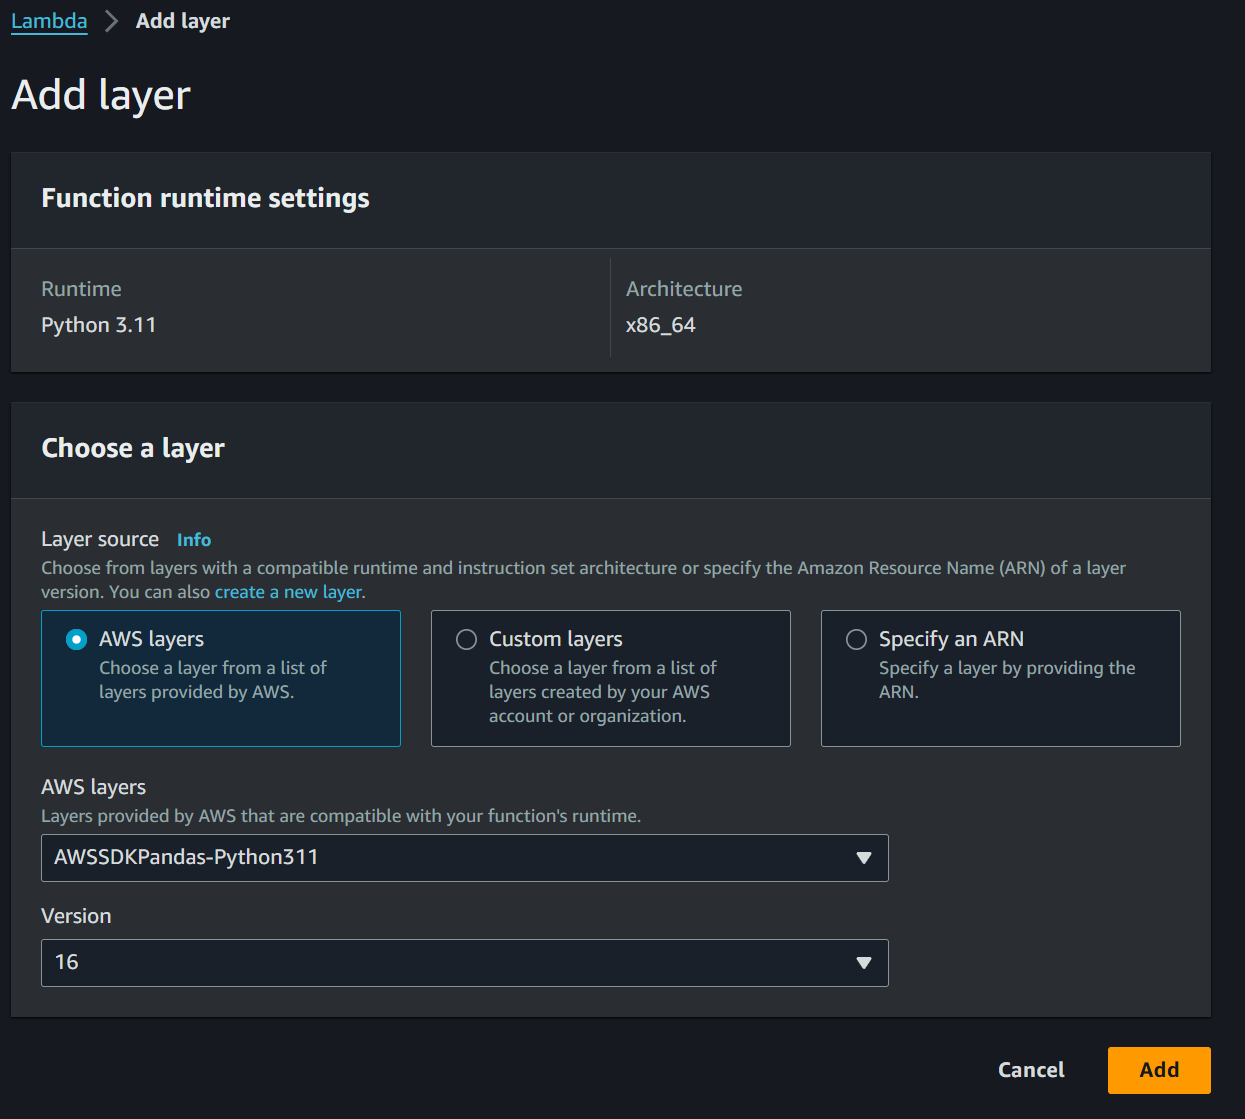 Lambda > Add layer
Add layer
Function runtime settings
Runtime
Python 3.11
Architecture
x86_64
Choose a layer
Layer source Info
Choose from layers with a compatible runtime and instruction set architecture or specify the Amazon Resource Name (ARN) of a layer
version. You can also create a new layer.
AWS layers
Choose a layer from a list of
layers provided by AWS.
Custom layers
Choose a layer from a list of
layers created by your AWS
account or organization.
Specify an ARN
Specify a layer by providing the
ARN.
AWS layers
Layers provided by AWS that are compatible with your function's runtime.
AWSSDKPandas-Python311
Version
16
Cancel
Add